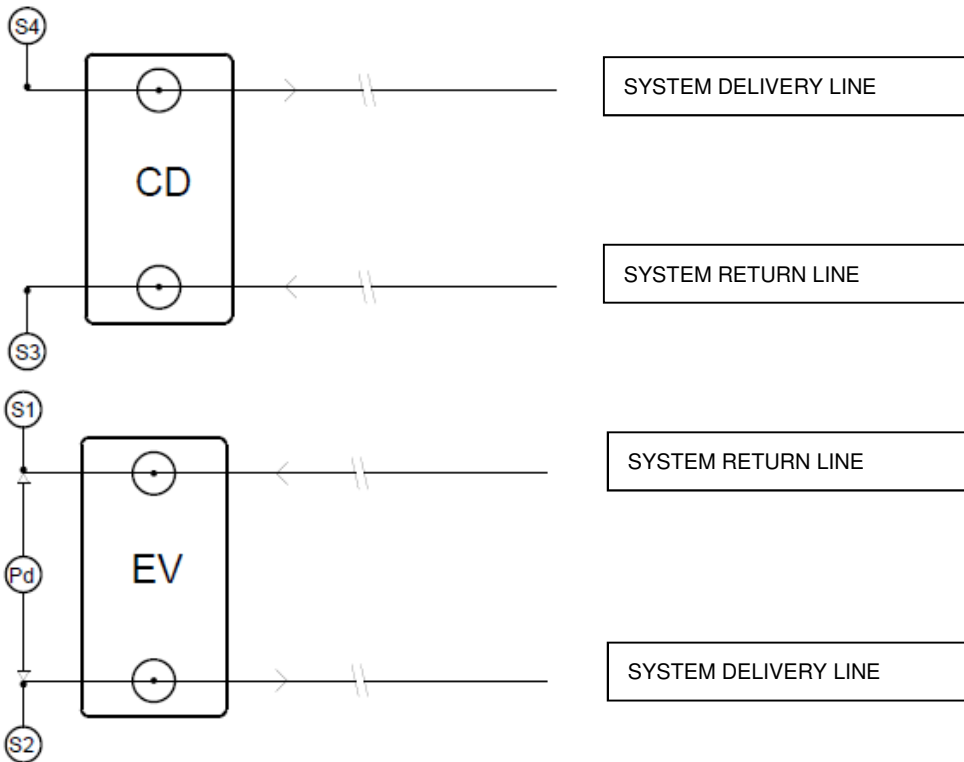 S4
SYSTEM DELIVERY LINE
CD
SYSTEM RETURN LINE
S3
S1
SYSTEM RETURN LINE
Pd
EV
SYSTEM DELIVERY LINE
S2